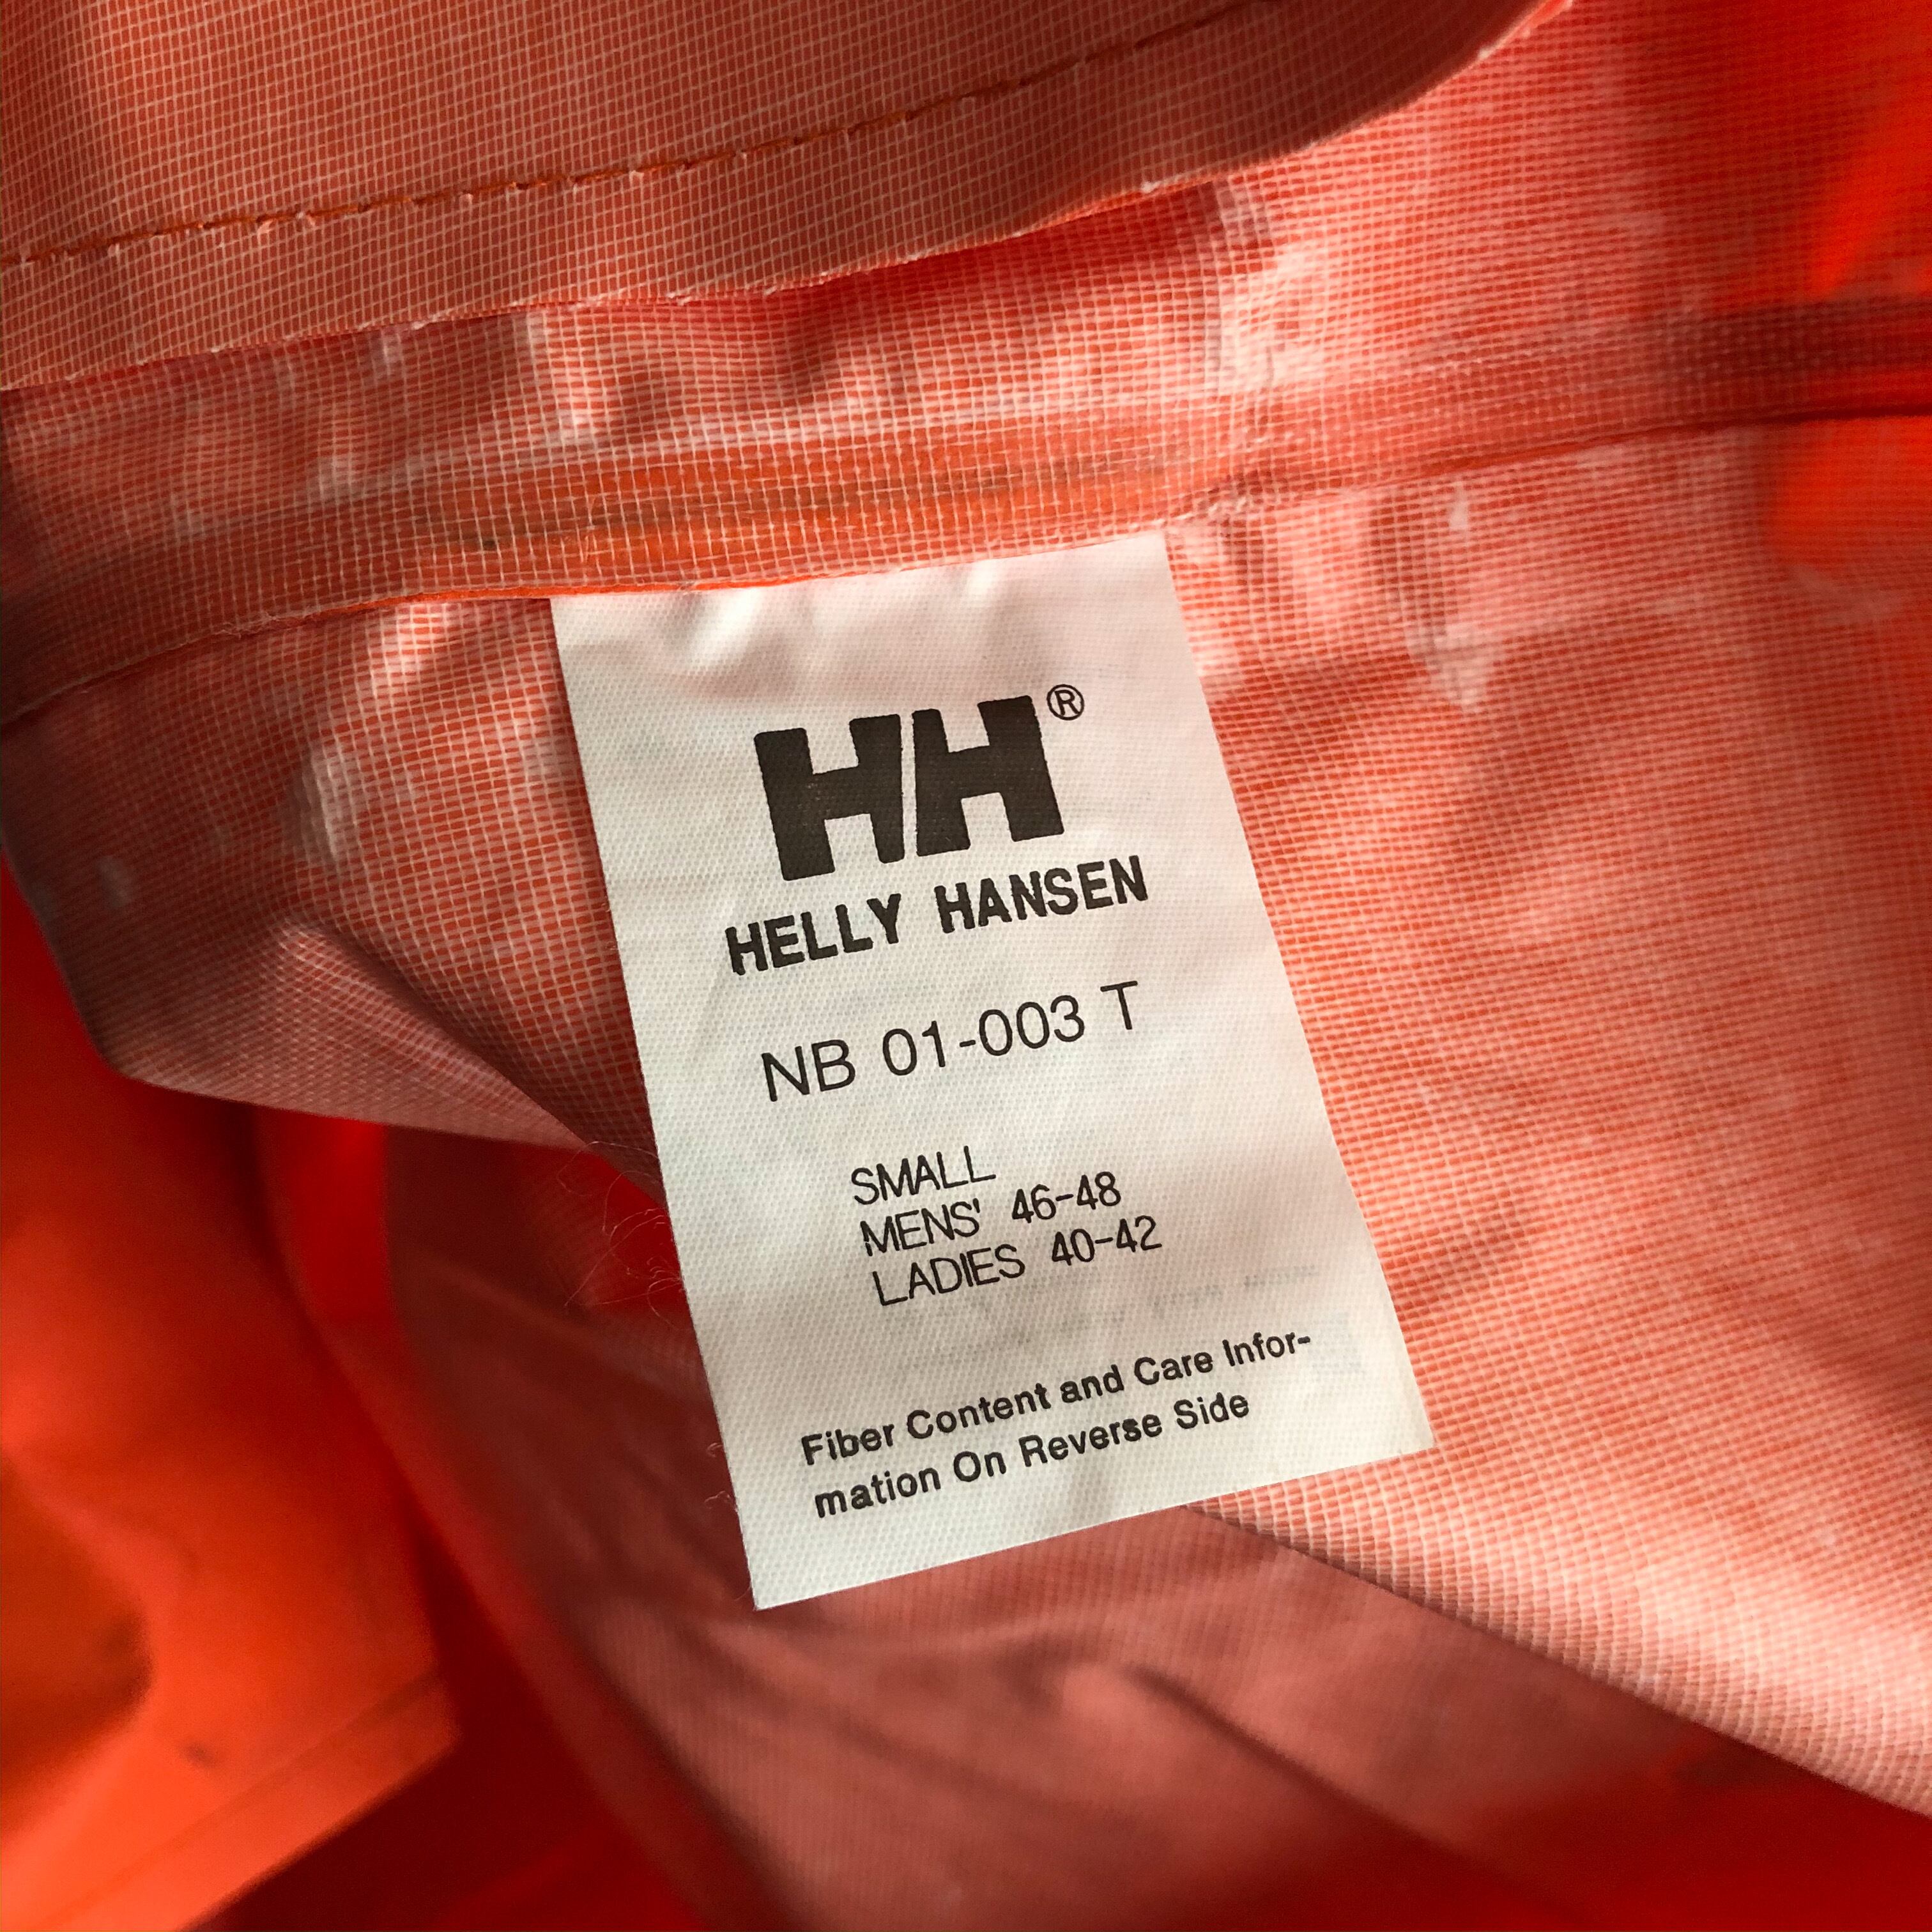 HH®
HELLY HANSEN
NB 01-003 T
SMALL
MENS' 46-48
LADIES 40-42
Fiber Content and Care Infor-
mation On Reverse Side